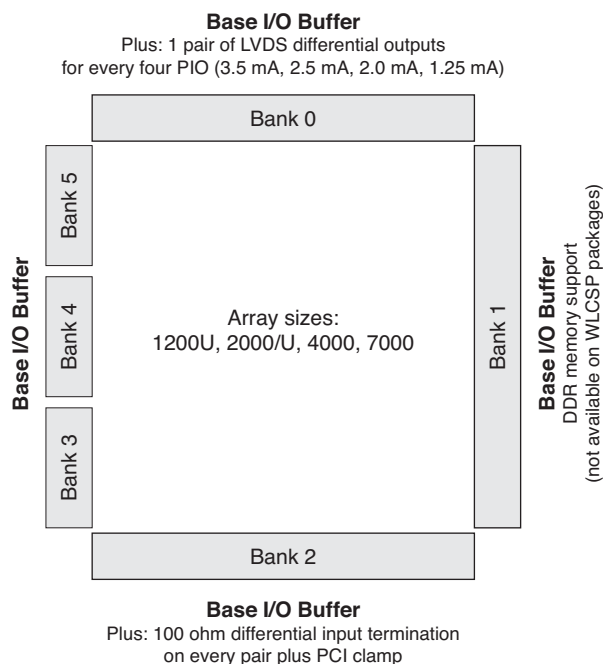 Base I/O Buffer
Plus: 1 pair of LVDS differential outputs
for every four PIO (3.5 mA, 2.5 mA, 2.0 mA, 1.25 mA)
Bank 0
Bank 5
Bank 4
Bank 3
Base I/O Buffer
Array sizes:
1200U, 2000/U, 4000, 7000
Bank 1
Base I/O Buffer
DDR memory support
(not available on WLCSP packages)
Bank 2
Base I/O Buffer
Plus: 100 ohm differential input termination
on every pair plus PCI clamp